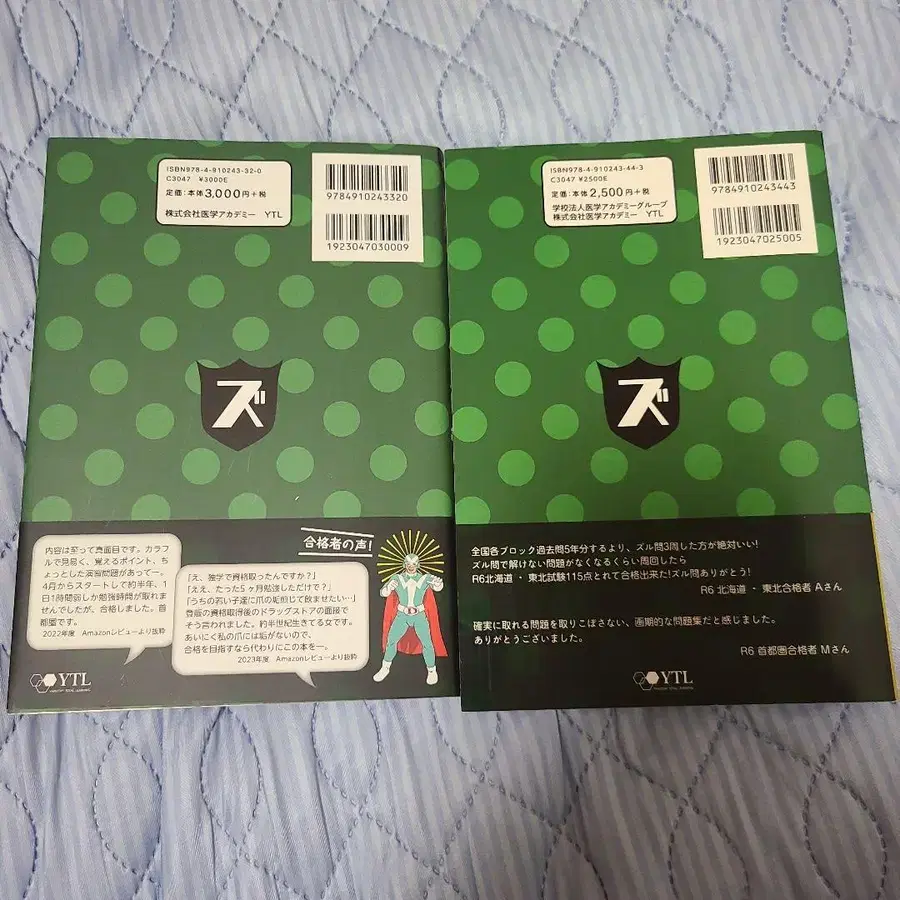 ISBN978-4-910243-32-0
C3047 ¥3000E
定価:本体3,000円+税
株式会社医学アカデミー YTL
9784910243320
1923047030009
ズ
合格者の声!
内容は至って真面目です。カラフ
ルで見易く、覚えるポイント、ちょ
っとした演習問題があって一。
4月からスタートして約半年、1
日1時間弱しか勉強時間が取れま
せんでしたが、合格しました。首
都圏です。
2022年度 Amazonレビューより抜粋
「え、独学で資格取ったんですか?」
「ええ、たった5ヶ月勉強しただけ?」
「うちの若い子達に爪の垢煎じて飲ませたい…」
登販の資格取得後のドラッグストアの面接で
そう言われました。約半世紀生きてる女です。
あいにく私の爪には垢がないので、
合格を目指すなら代わりにこの本を一。
2023年度 Amazonレビューより抜粋
YTL
ISBN978-4-910243-44-3
C3047 ¥2500E
定価:本体2,500円+税
学校法人医学アカデミーグループ
株式会社医学アカデミー YTL
9784910243443
1923047025005
ズ
全国各ブロック過去問5年分するより、ズル問3周した方が絶対いい!
ズル問で解けない問題がなくなるくらい周回したら
R6北海道・東北試験115点とれて合格出来た!ズル問ありがとう!
R6 北海道・東北合格者 Aさん
確実に取れる問題を取りこぼさない、画期的な問題集だと感じました。
ありがとうございました。
R6 首都圏合格者 Mさん
YTL